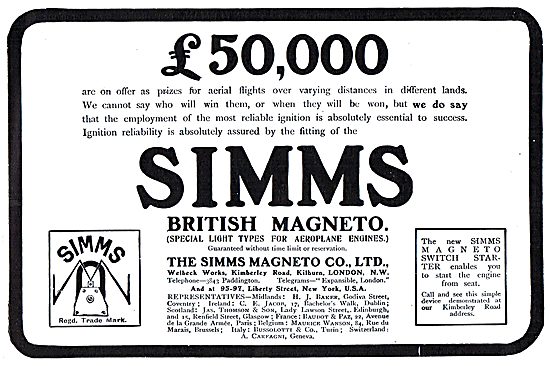 £50,000
are on offer as prizes for aerial flights over varying distances in different lands.
We cannot say who will win them, or when they will be won, but we do say
that the employment of the most reliable ignition is absolutely essential to success.
Ignition reliability is absolutely assured by the fitting of the
SIMMS
BRITISH MAGNETO.
(SPECIAL LIGHT TYPES FOR AEROPLANE ENGINES.)
Guaranteed without time limit or reservation.
THE SIMMS MAGNETO CO., LTD.,
Welbeck Works, Kimberley Road, Kilburn, LONDON, N.W.
Telephone—3843 Paddington. Telegrams—"Expansible, London."
And at 95-97, Liberty Street, New York, U.S.A.
REPRESENTATIVES—Midlands: H. J. BAKER, Godiva Street,
Coventry; Ireland: C. E. JACOB, 17, Bachelor's Walk, Dublin;
Scotland: JAS. THOMSON & SON, Lady Lawson Street, Edinburgh,
and 15, Renfield Street, Glasgow; France: BAUDOT & PAZ, 22, Avenue
de la Grande Armée, Paris; Belgium: MAURICE WANSON, 84, Rue du
Marais, Brussels; Italy: BUSSOLOTTI & Co., Turin; Switzerland:
A. CARFAGNI, Geneva.
SIMMS
Regd. Trade Mark.
The new SIMMS
MAGNETO
SWITCH STAR-
TER enables you
to start the engine
from seat.
Call and see this simple
device demonstrated at
our Kimberley Road
address.